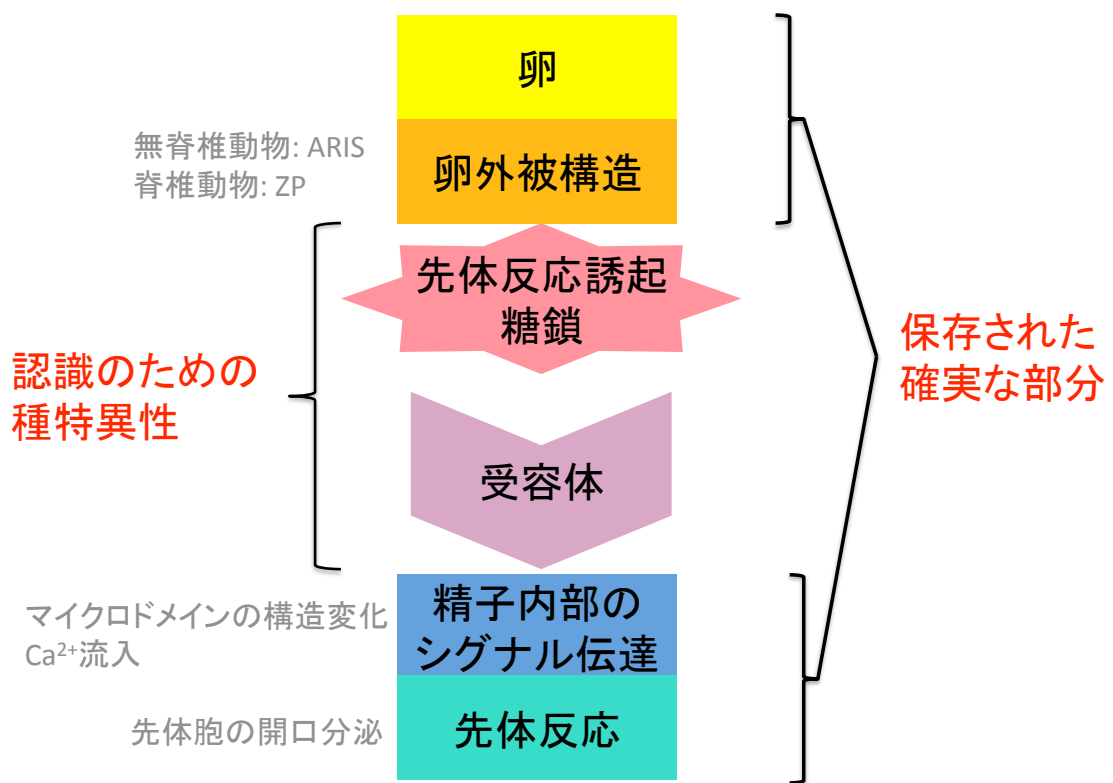 卵
無脊椎動物: ARIS
脊椎動物: ZP
卵外被構造
先体反応誘起
糖鎖
認識のための
種特異性
保存された
確実な部分
受容体
マイクロドメインの構造変化
Ca²⁺流入
精子内部の
シグナル伝達
先体胞の開口分泌
先体反応